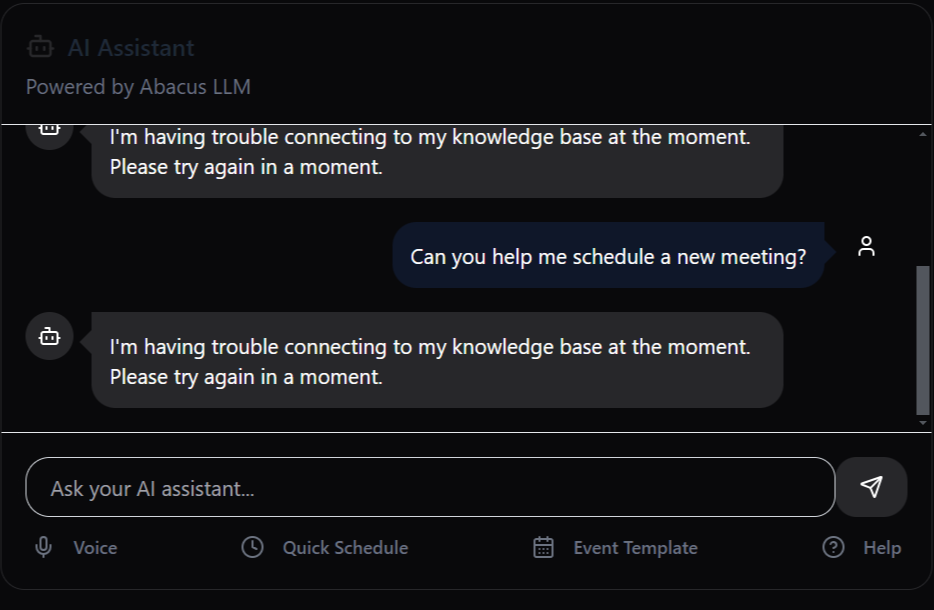 AI Assistant
Powered by Abacus LLM
I'm having trouble connecting to my knowledge base at the moment.
Please try again in a moment.
Can you help me schedule a new meeting?
I'm having trouble connecting to my knowledge base at the moment.
Please try again in a moment.
Ask your AI assistant...
Voice
Quick Schedule
Event Template
Help